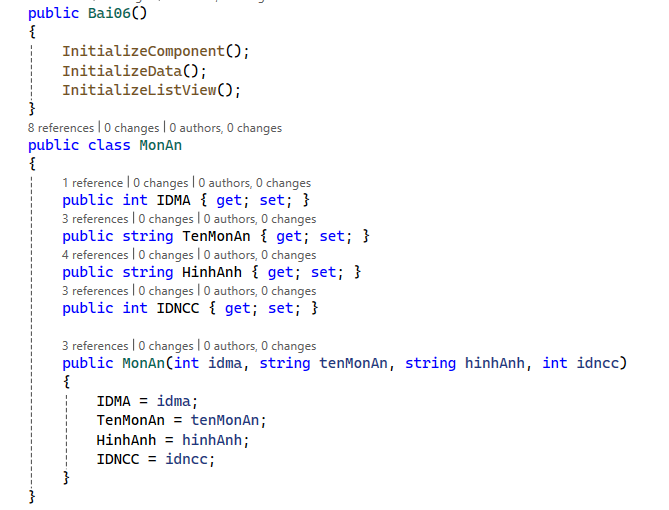 public Bai06()
{
InitializeComponent();
InitializeData();
InitializeListView();
}
8 references | 0 changes | 0 authors, 0 changes
public class MonAn
{
1 reference | 0 changes | 0 authors, 0 changes
public int IDMA { get; set; }
3 references | 0 changes | 0 authors, 0 changes
public string TenMonAn { get; set; }
4 references | 0 changes | 0 authors, 0 changes
public string HinhAnh { get; set; }
3 references | 0 changes | 0 authors, 0 changes
public int IDNCC { get; set; }
3 references | 0 changes | 0 authors, 0 changes
public MonAn(int idma, string tenMonAn, string hinhAnh, int idncc)
{
IDMA = idma;
TenMonAn = tenMonAn;
HinhAnh = hinhAnh;
IDNCC = idncc;
}
}